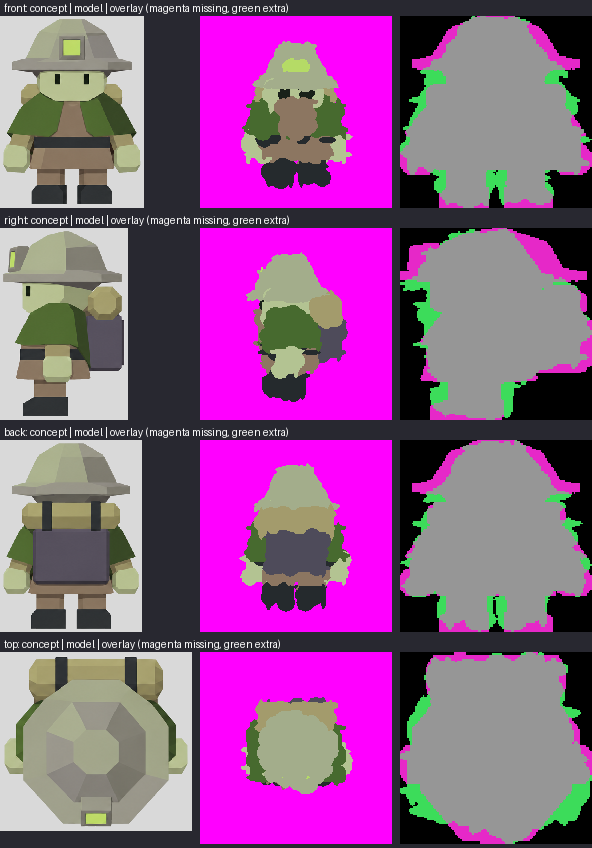 front: concept | model | overlay (magenta missing, green extra)
right: concept | model | overlay (magenta missing, green extra)
back: concept | model | overlay (magenta missing, green extra)
top: concept | model | overlay (magenta missing, green extra)